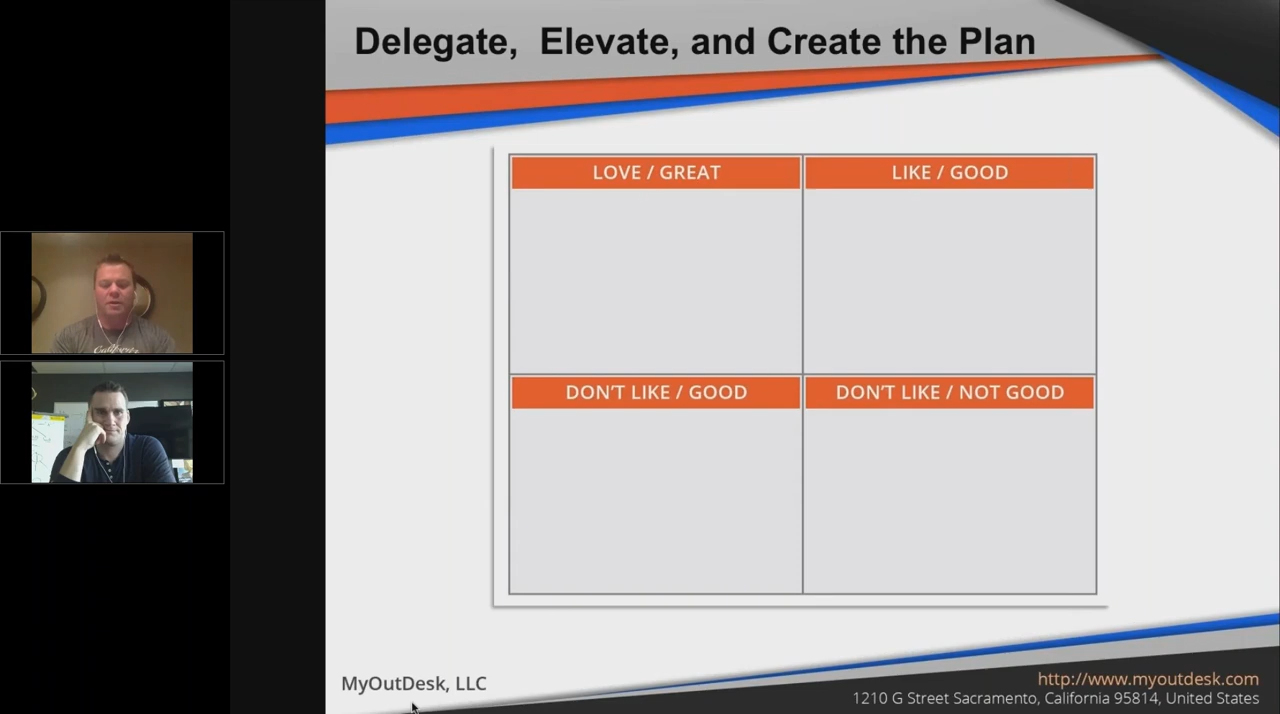 Delegate,  Elevate, and Create the Plan
LOVE / GREAT
LIKE / GOOD
DON'T LIKE / GOOD
DON'T LIKE / NOT GOOD
MyOutDesk, LLC
http://www.myoutdesk.com
1210 G Street Sacramento, California 95814, United States
California